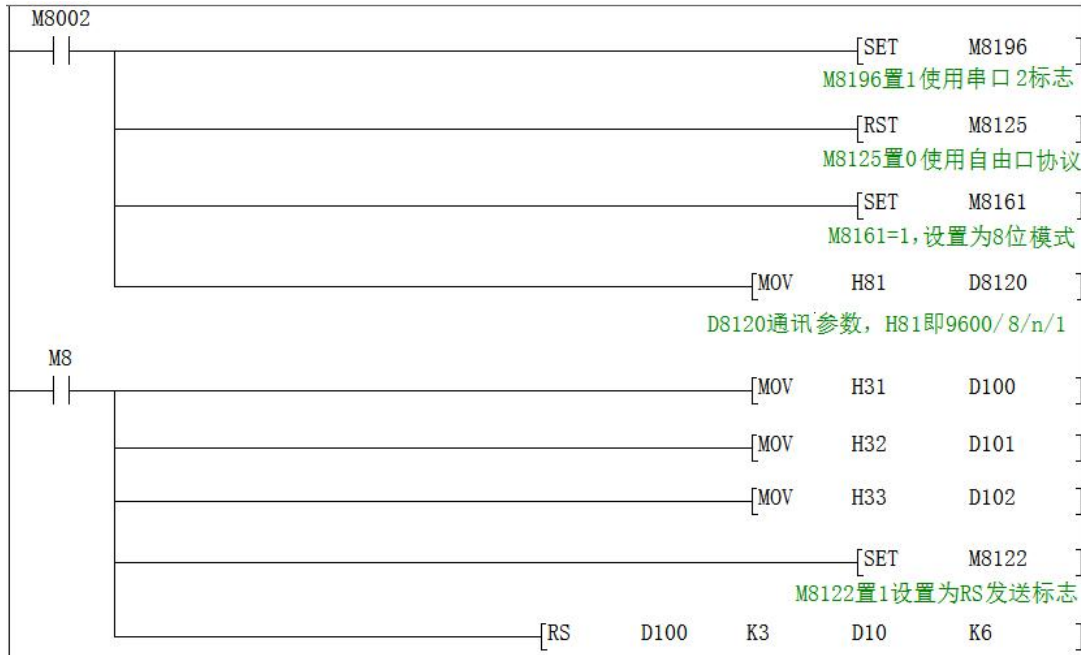 M8002
[SET M8196 ]
M8196置1使用串口2标志
[RST M8125 ]
M8125置0使用自由口协议
[SET M8161 ]
M8161=1,设置为8位模式
[MOV H81 D8120 ]
D8120通讯参数，H81即9600/8/n/1
M8
[MOV H31 D100 ]
[MOV H32 D101 ]
[MOV H33 D102 ]
[SET M8122 ]
M8122置1设置为RS发送标志
[RS D100 K3 D10 K6 ]